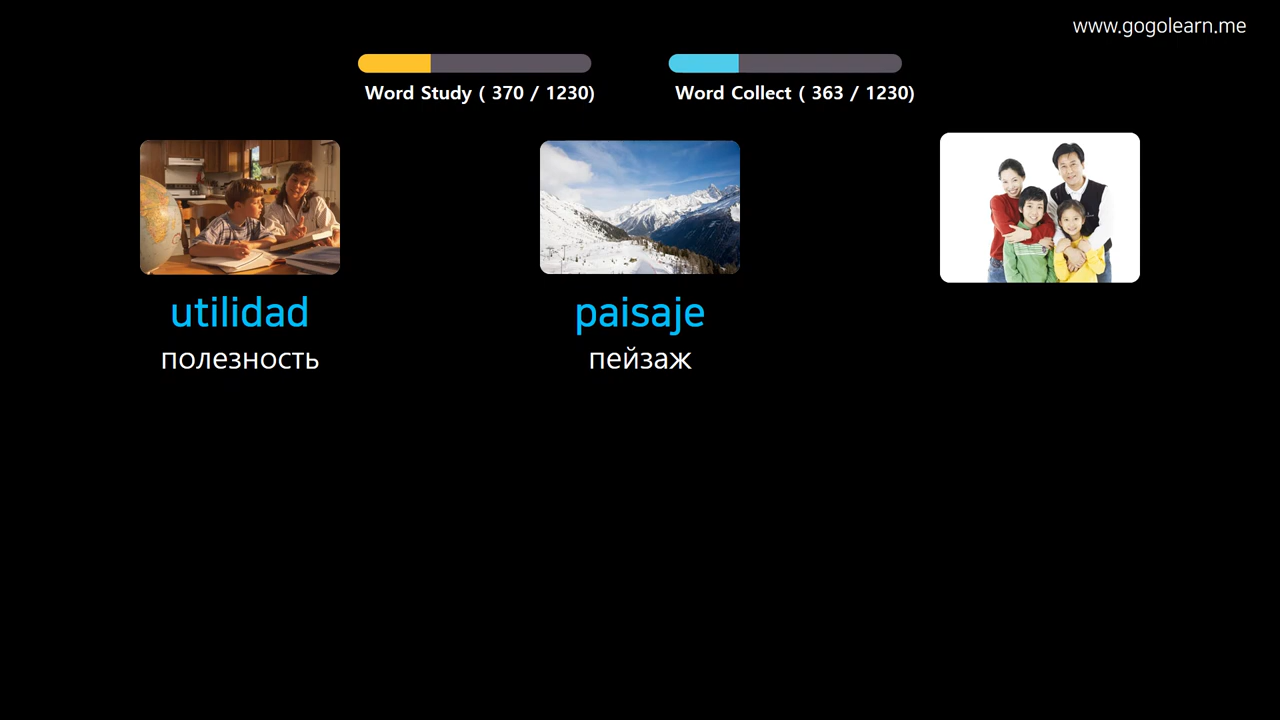 www.gogolearn.me
Word Study ( 370 / 1230)
Word Collect ( 363 / 1230)
utilidad
полезность
paisaje
пейзаж